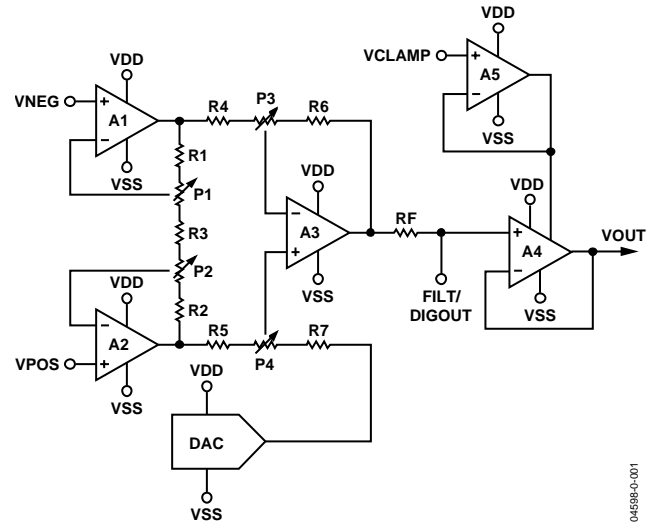 VDD
VDD
VCLAMP
+
A5
−
VSS
VNEG
+
A1
−
VSS
R4
P3
R6
R1
P1
R3
P2
R2
VDD
−
A3
+
VSS
RF
FILT/
DIGOUT
VDD
+
A4
−
VSS
VOUT
VDD
−
A2
+
VPOS
VSS
R5
P4
R7
VDD
DAC
VSS
04598-0-001